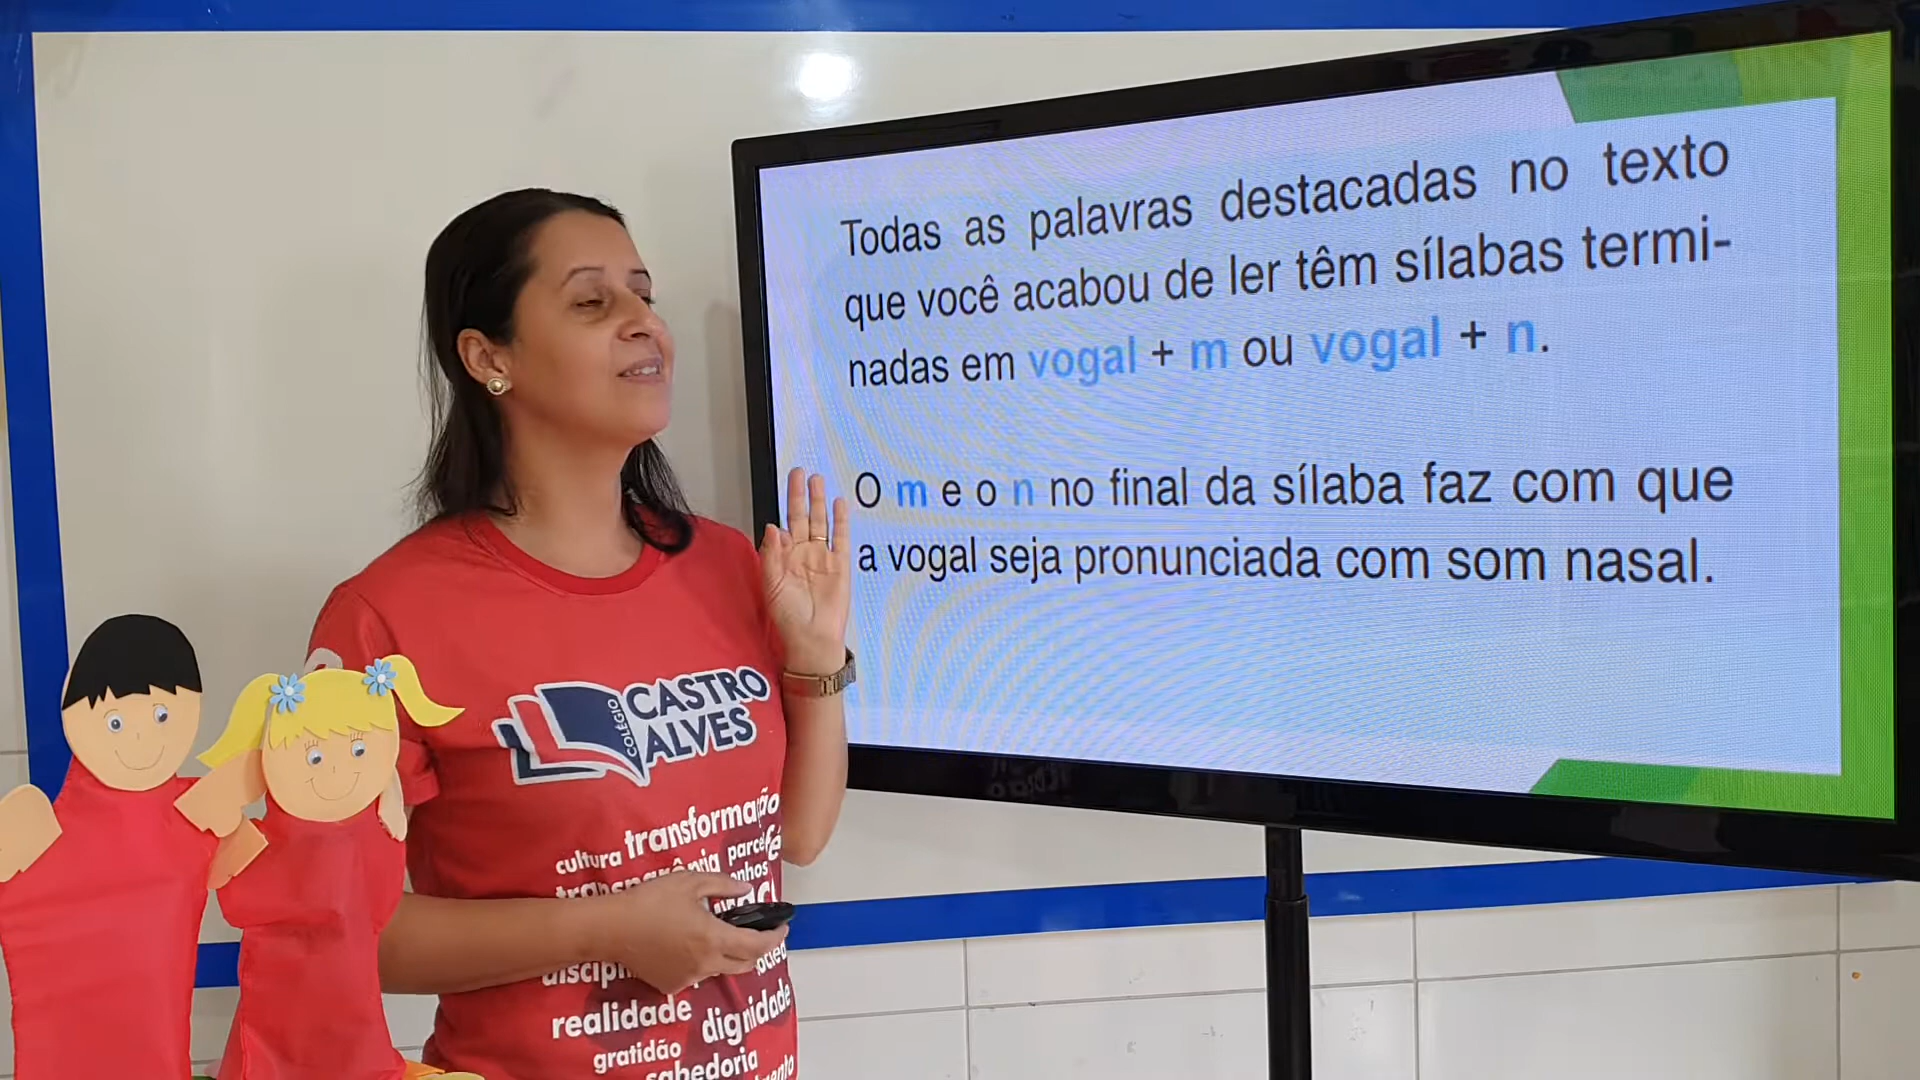 Todas as palavras destacadas no texto
que você acabou de ler têm sílabas termi-
nadas em vogal + m ou vogal + n.
O m e o n no final da sílaba faz com que
a vogal seja pronunciada com som nasal.
COLÉGIO
CASTRO
ALVES
cultura transformação
fé
realidade dignidade
gratidão
sabedoria